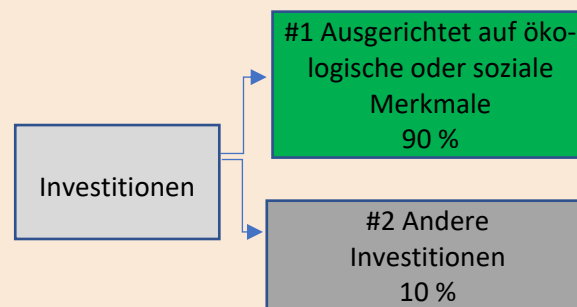 #1 Ausgerichtet auf öko-
logische oder soziale
Merkmale
90 %
Investitionen
#2 Andere
Investitionen
10 %